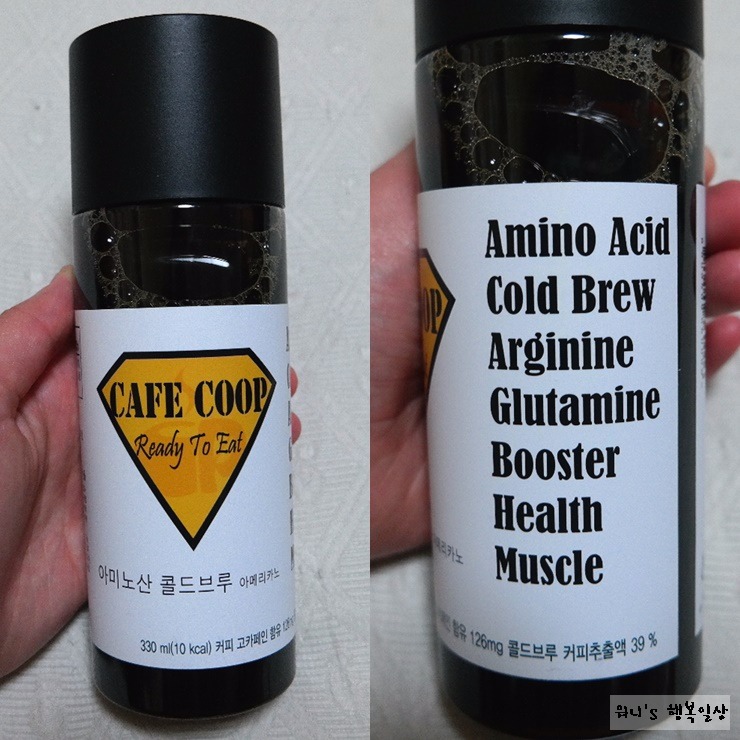 CAFE COOP
Ready To Eat
아미노산 콜드브루 아메리카노
330 ml(10 kcal) 커피 고카페인 함유
Amino Acid
Cold Brew
Arginine
Glutamine
Booster
Health
Muscle
함유 126mg 콜드브루 커피추출액 39 %
워니's 행복일상